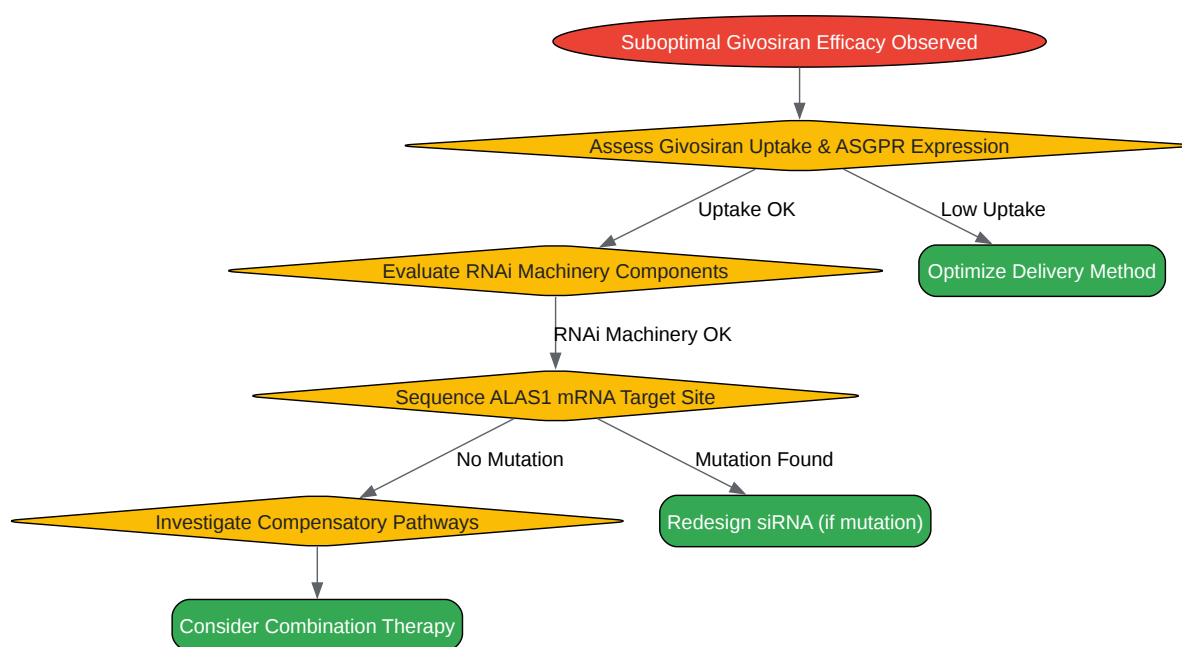 Suboptimal Givosiran Efficacy Observed
Assess Givosiran Uptake & ASGPR Expression
Uptake OK
Low Uptake
Evaluate RNAi Machinery Components
Optimize Delivery Method
RNAi Machinery OK
Sequence ALAS1 mRNA Target Site
No Mutation
Mutation Found
Investigate Compensatory Pathways
Redesign siRNA (if mutation)
Consider Combination Therapy